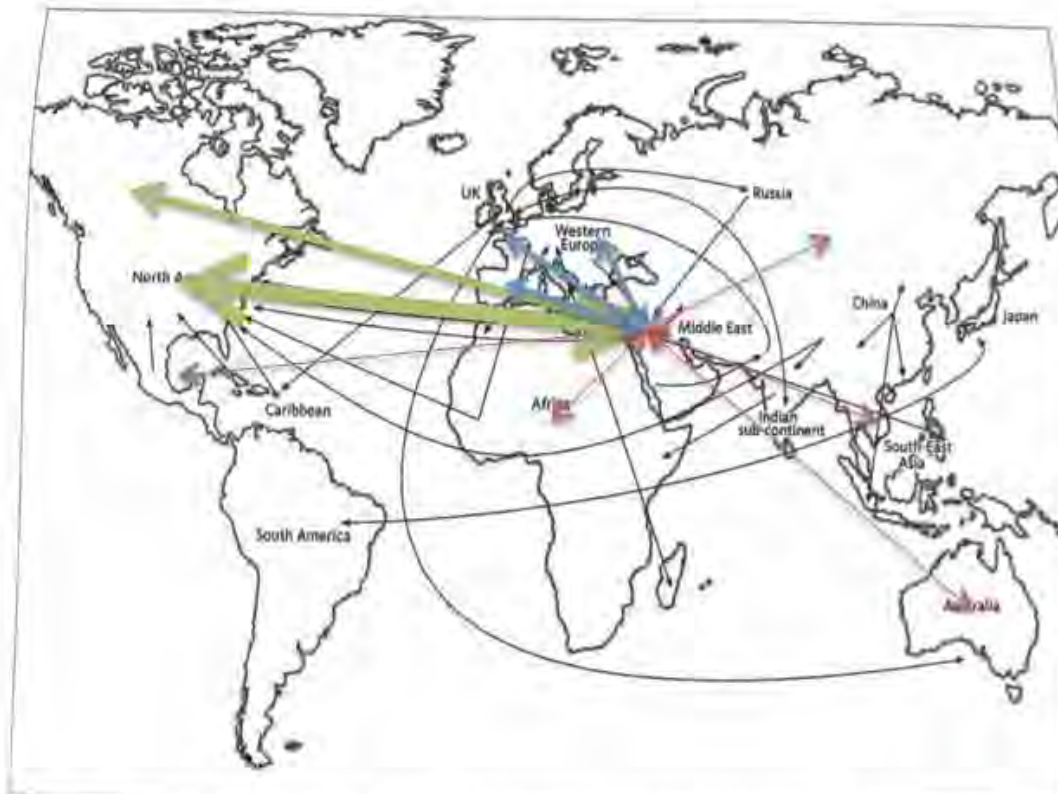 UK
Russia
Western
Europ
North A
China
Japan
Middle East
Africa
Caribbean
Indian
sub-continent
South East
Asia
South America
Australia